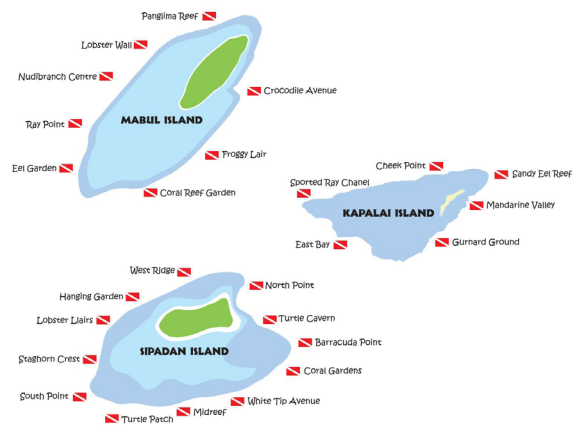 Panglima Reef
Lobster Wall
Nudibranch Centre
Crocodile Avenue
MABUL ISLAND
Ray Point
Froggy Lair
Eel Garden
Coral Reef Garden
Cheek Point
Sandy Eel Reef
Sported Ray Chanel
Mandarine Valley
KAPALAI ISLAND
East Bay
Gurnard Ground
West Ridge
North Point
Hanging Garden
Lobster Lliairs
Turtle Cavern
Barracuda Point
SIPADAN ISLAND
Staghorn Crest
Coral Gardens
South Point
White Tip Avenue
Midreef
Turtle Patch